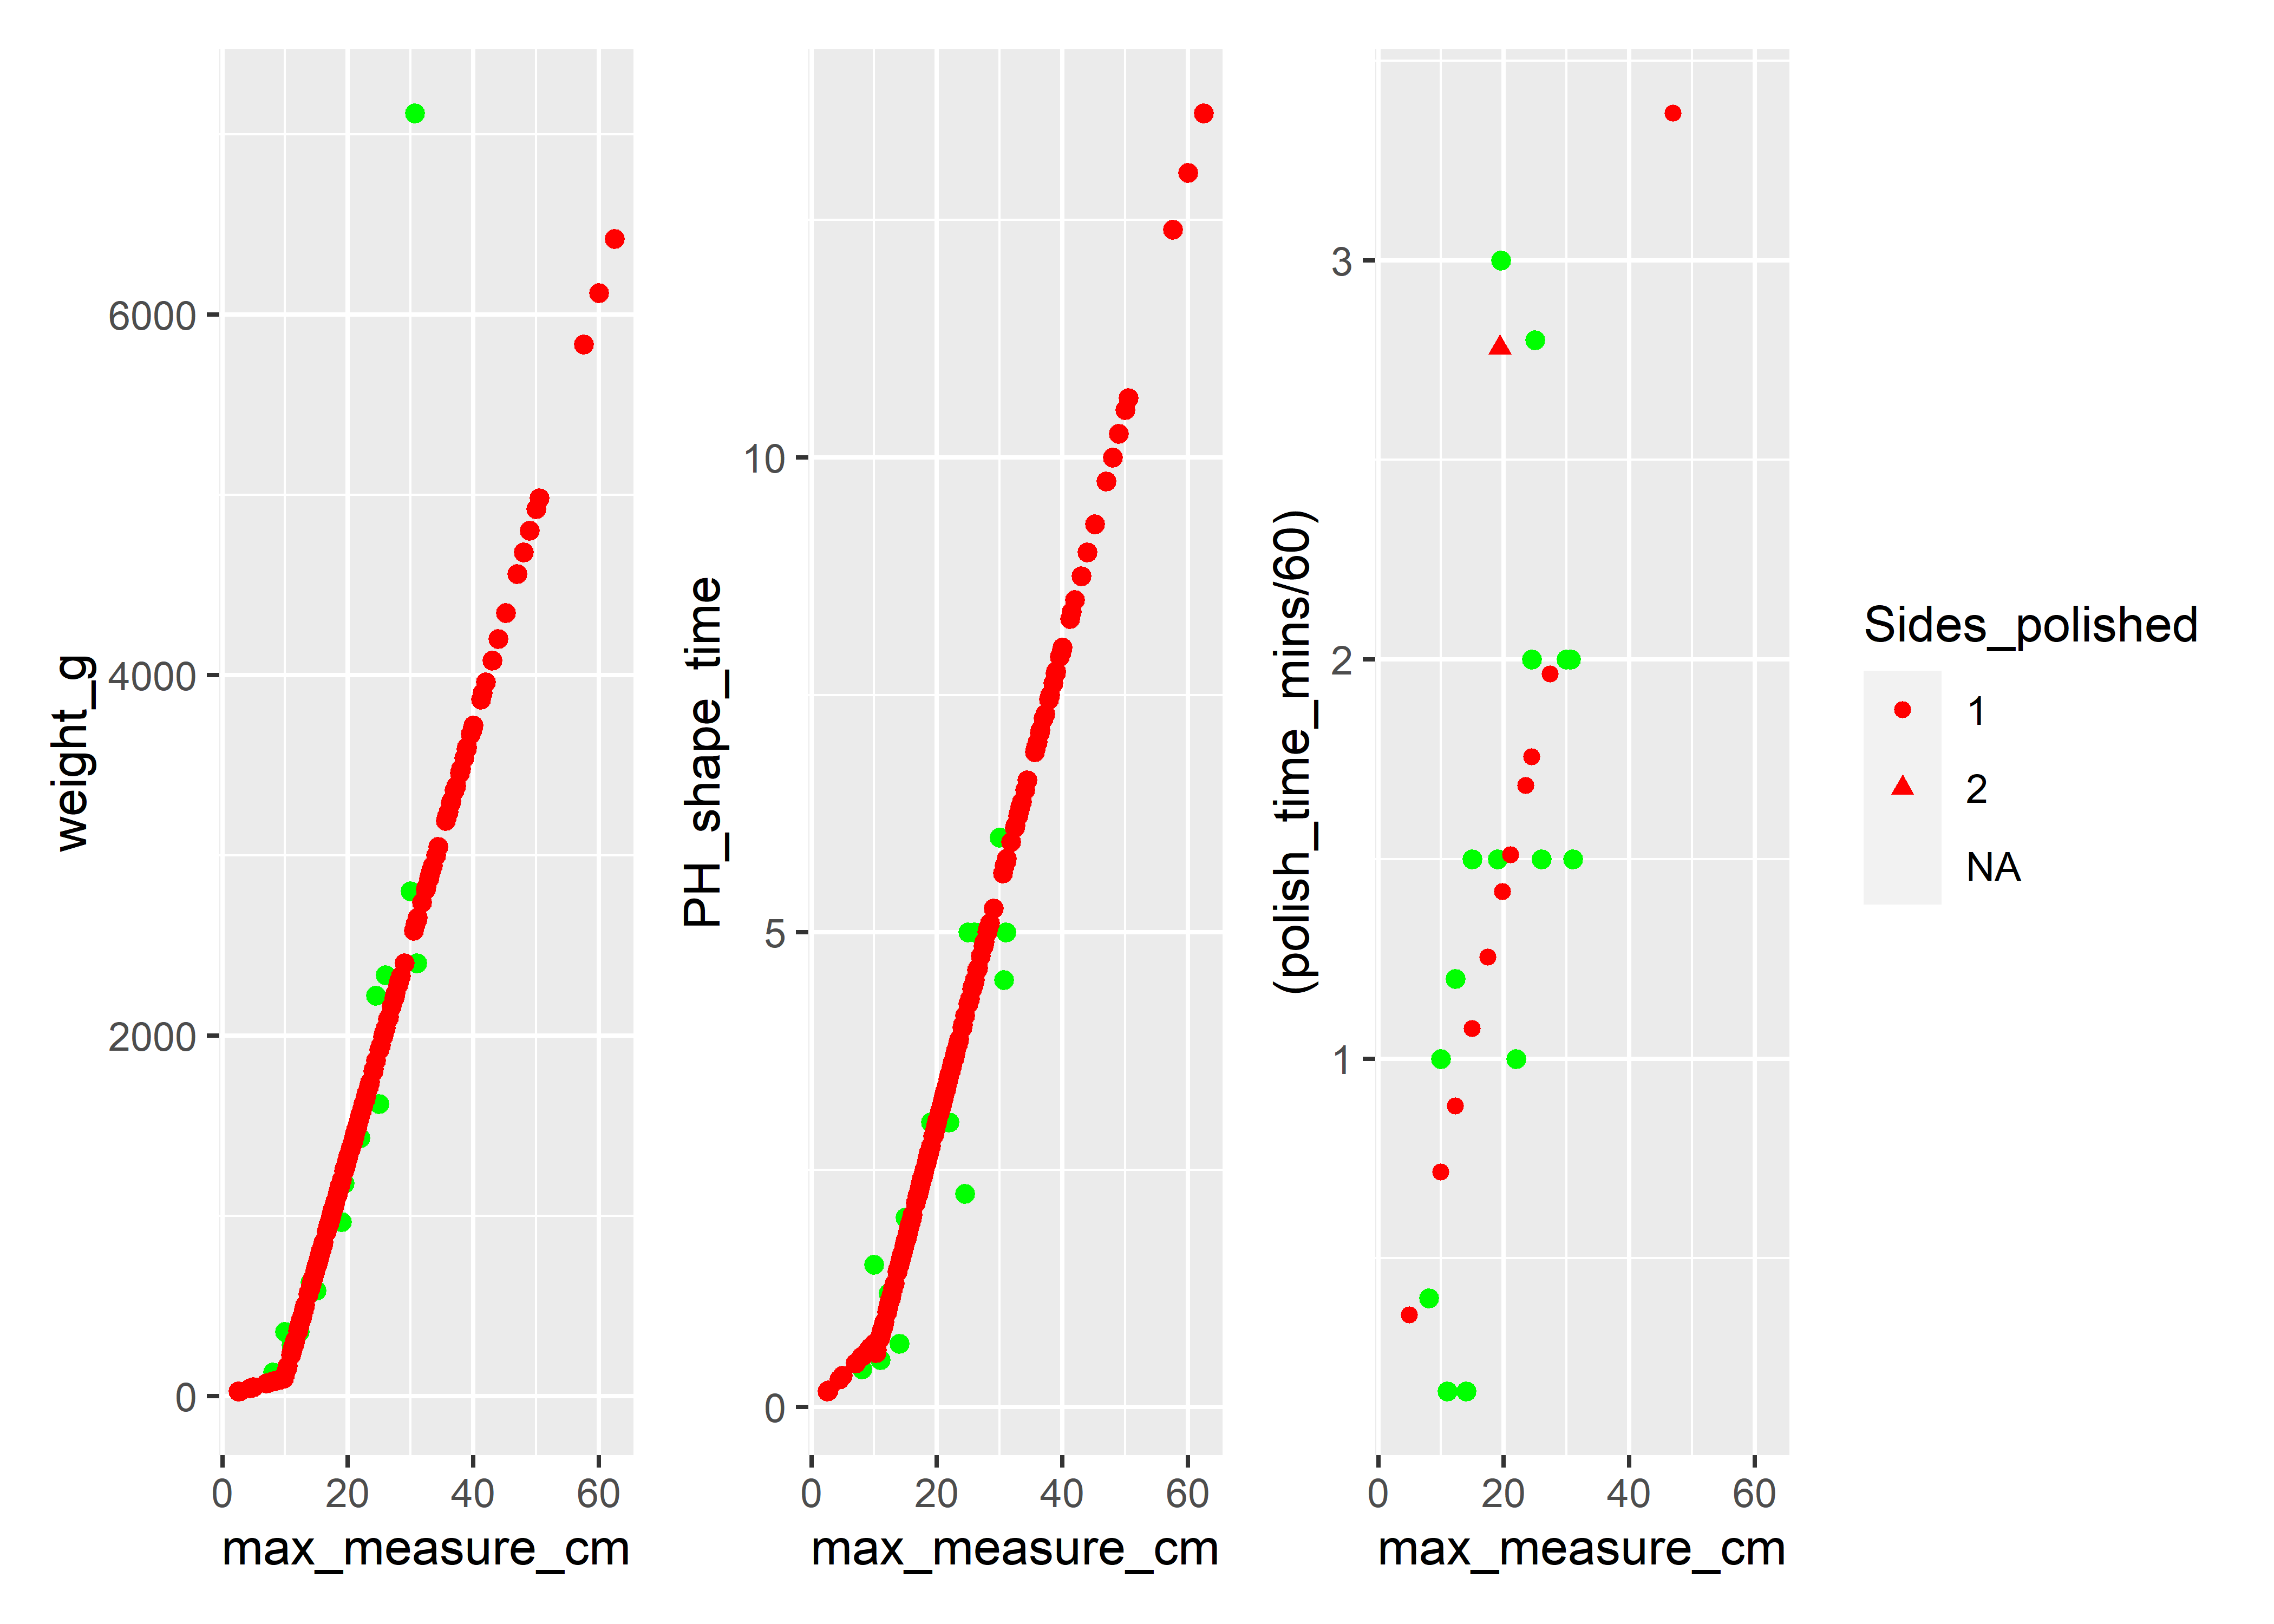 weight_g
6000
4000
2000
0
0 20 40 60
max_measure_cm
PH_shape_time
10
5
0
0 20 40 60
max_measure_cm
(polish_time_mins/60)
3
2
1
0 20 40 60
max_measure_cm
Sides_polished
1
2
NA